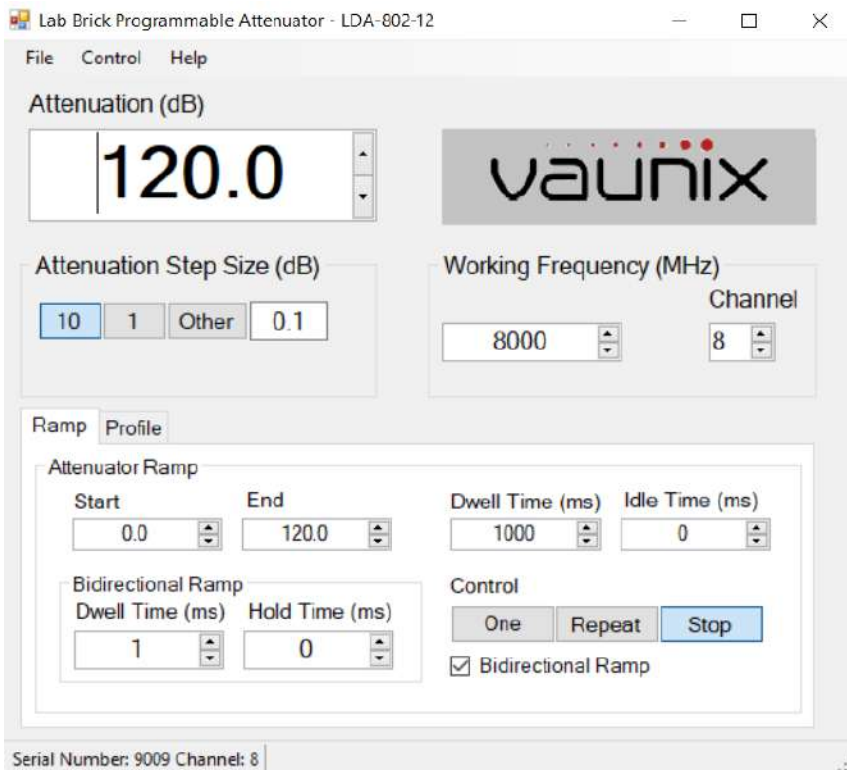 Lab Brick Programmable Attenuator - LDA-802-12
File Control Help
Attenuation (dB)
120.0
vaunix
Attenuation Step Size (dB)
10 1 Other 0.1
Working Frequency (MHz)
Channel
8000 8
Ramp Profile
Attenuator Ramp
Start End Dwell Time (ms) Idle Time (ms)
0.0 120.0 1000 0
Bidirectional Ramp
Dwell Time (ms) Hold Time (ms)
1 0
Control
One Repeat Stop
Bidirectional Ramp
Serial Number: 9009 Channel: 8